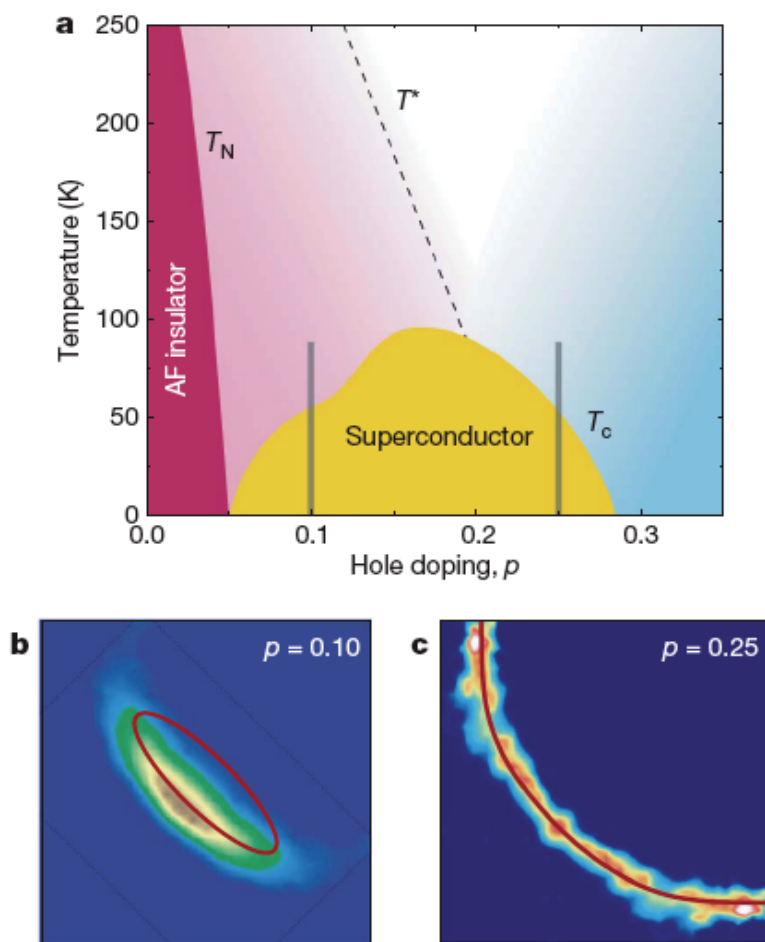 a
250
200
150
100
50
0
Temperature (K)
AF insulator
T_N
T*
Superconductor
T_c
0.0 0.1 0.2 0.3
Hole doping, p
b p = 0.10
c p = 0.25